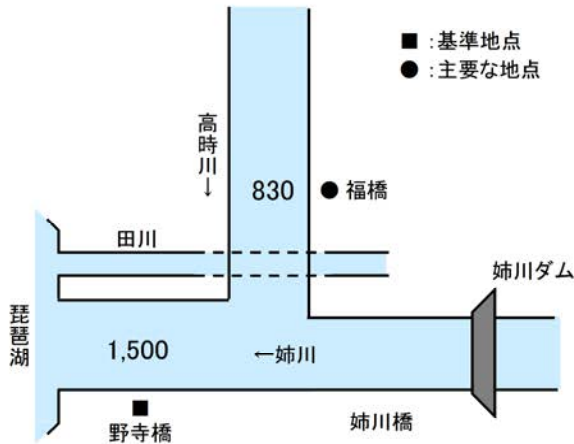 ■：基準地点
●：主要な地点
高時川→
830
●福橋
田川
姉川ダム
琵琶湖
1,500
←姉川
■
野寺橋
姉川橋